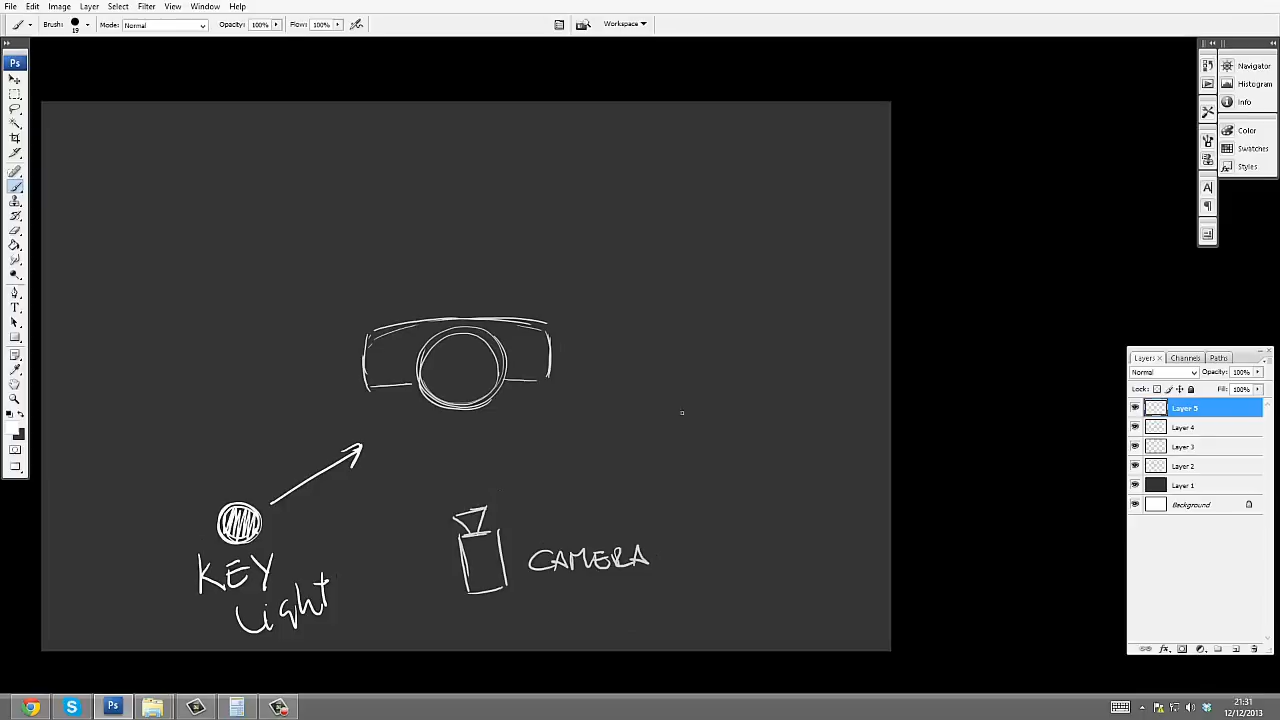 File Edit Image Layer Select Filter View Window Help
Brush: 19 Mode: Normal Opacity: 100% Flow: 100% Workspace
Ps
Navigator
Histogram
Info
Color
Swatches
Styles
KEY
Light
CAMERA
Layers Channels Paths
Normal Opacity: 100%
Lock: Fill: 100%
Layer 5
Layer 4
Layer 3
Layer 2
Layer 1
Background
21:31
12/12/2013